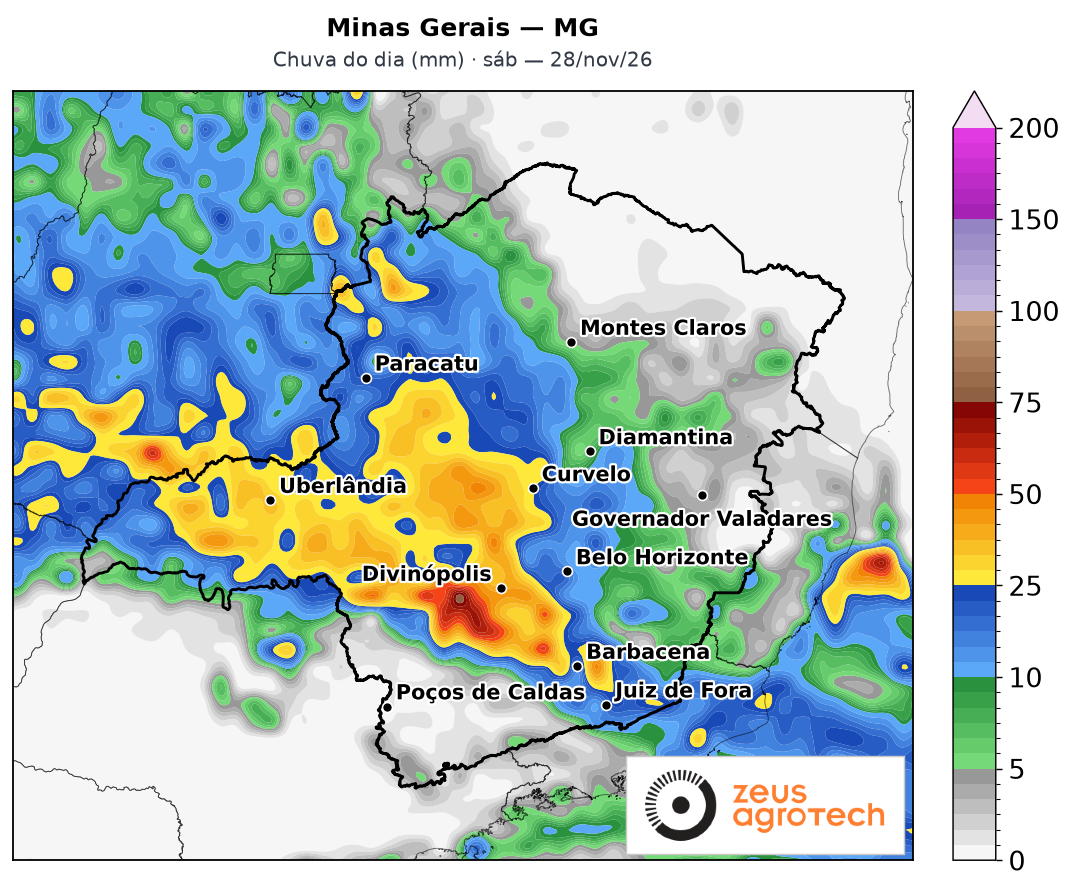 Minas Gerais — MG
Chuva do dia (mm) · sáb — 28/nov/26
200
150
100
75
50
25
10
5
0
Montes Claros
Paracatu
Diamantina
Curvelo
Uberlândia
Governador Valadares
Belo Horizonte
Divinópolis
Barbacena
Poços de Caldas
Juiz de Fora
zeus
agrotech